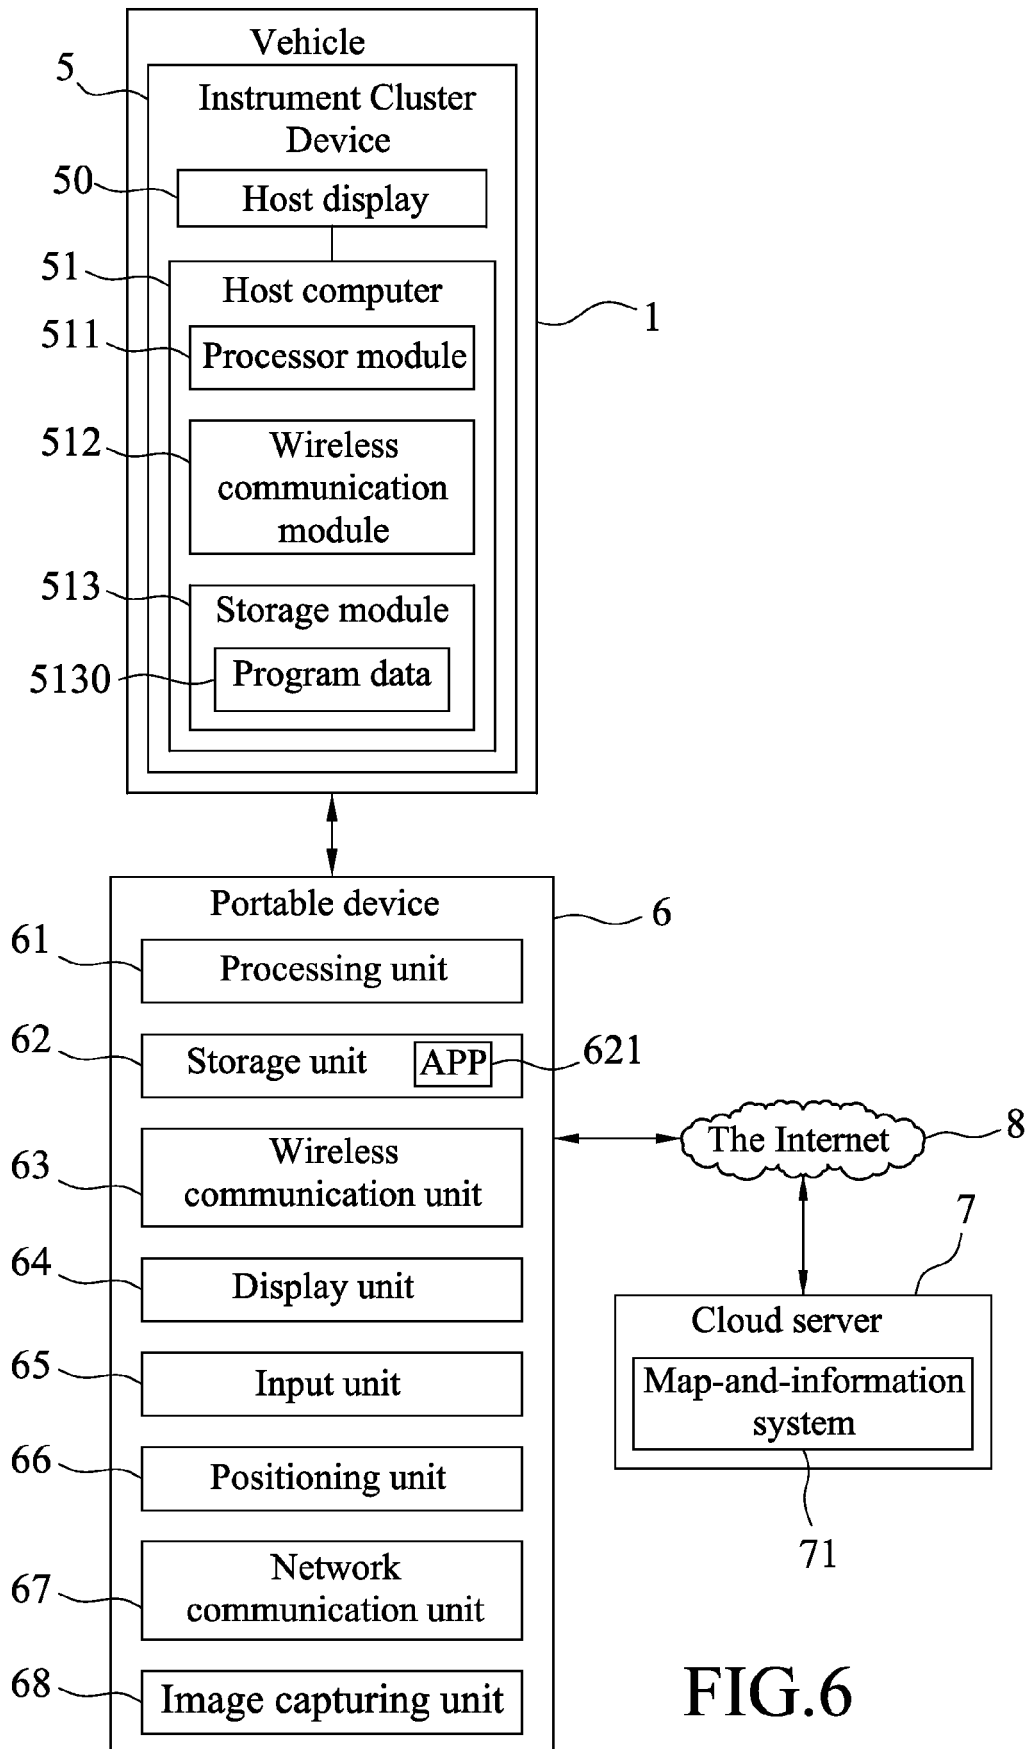 Vehicle
5
Instrument Cluster
Device
50
Host display
51
Host computer
1
511
Processor module
512
Wireless
communication
module
513
Storage module
5130
Program data
Portable device
6
61
Processing unit
62
Storage unit
APP
621
63
Wireless
communication unit
The Internet
8
64
Display unit
7
Cloud server
65
Input unit
Map-and-information
system
66
Positioning unit
71
67
Network
communication unit
68
Image capturing unit
FIG.6